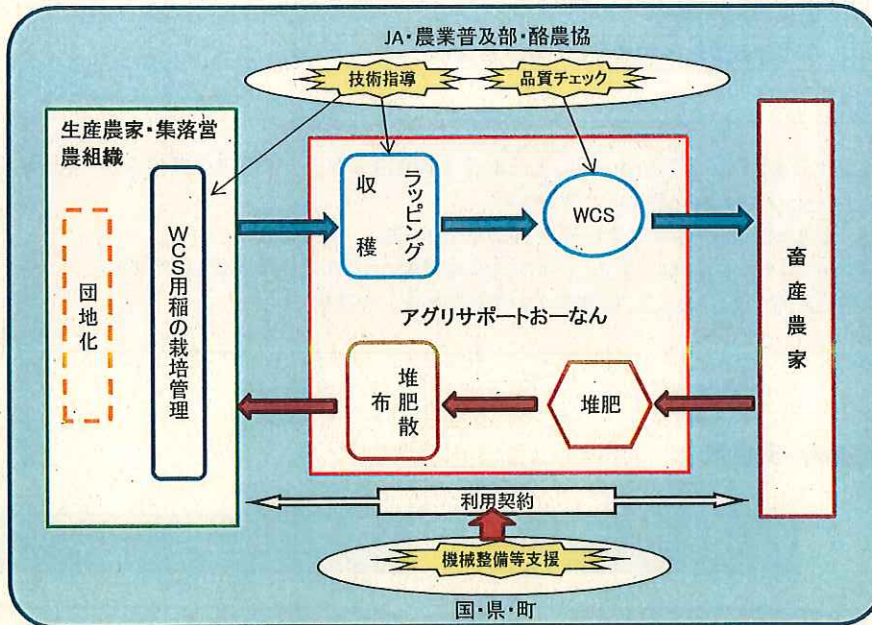 JA・農業普及部・酪農協
技術指導
品質チェック
生産農家・集落営
農組織
団地化
WCS用稲の栽培管理
収穫
ラッピング
WCS
アグリサポートおーなん
堆肥散
布
堆肥
畜産農家
利用契約
機械整備等支援
国・県・町